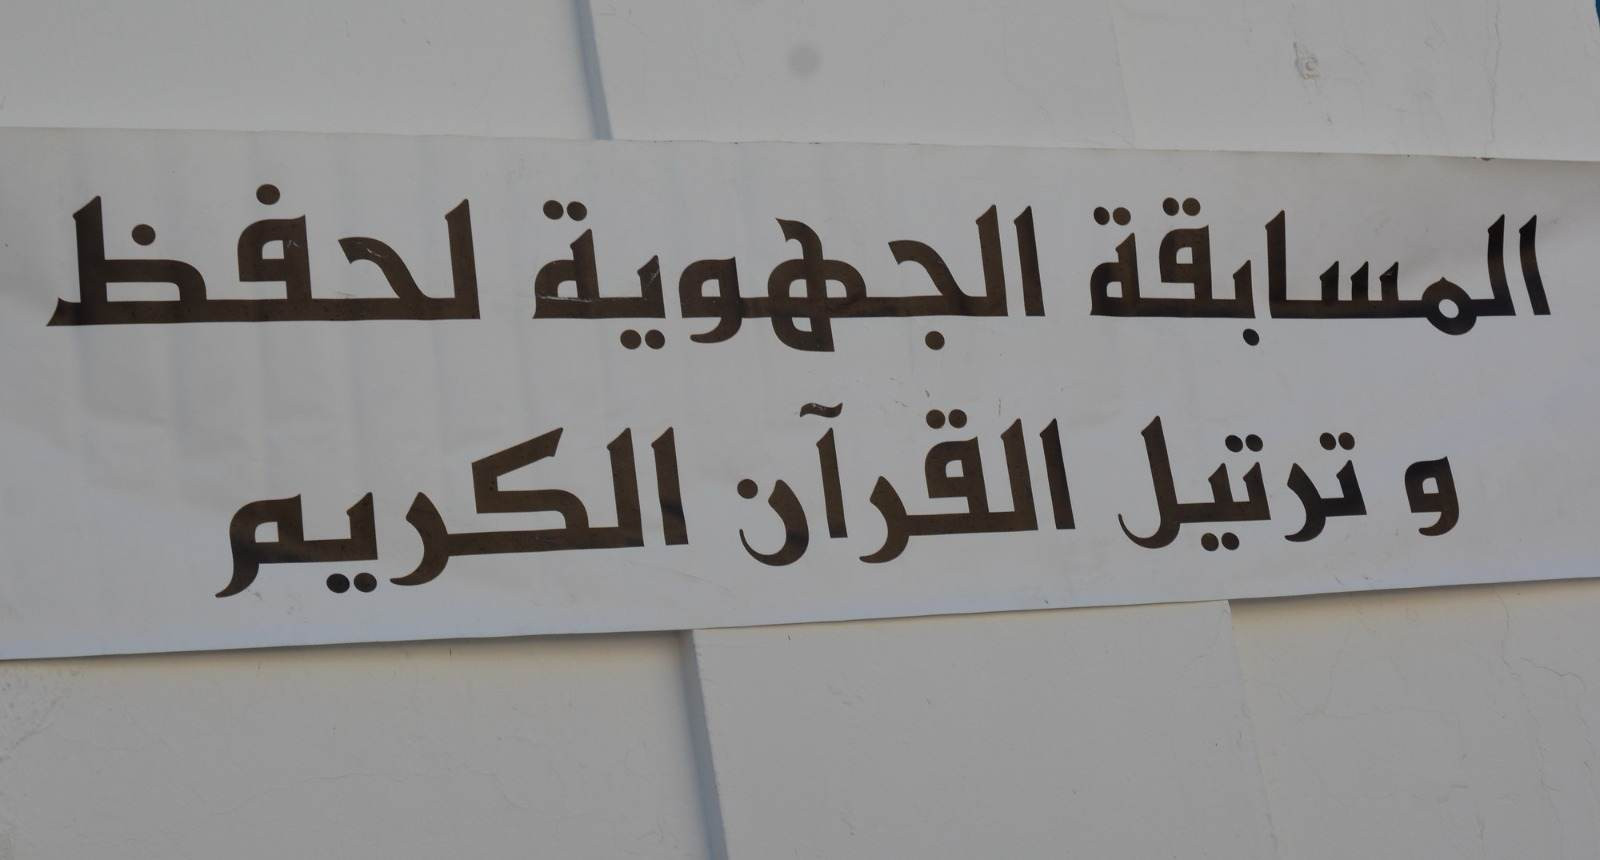 المسابقة الجهوية لحفظ
و ترتيل القرآن الكريم